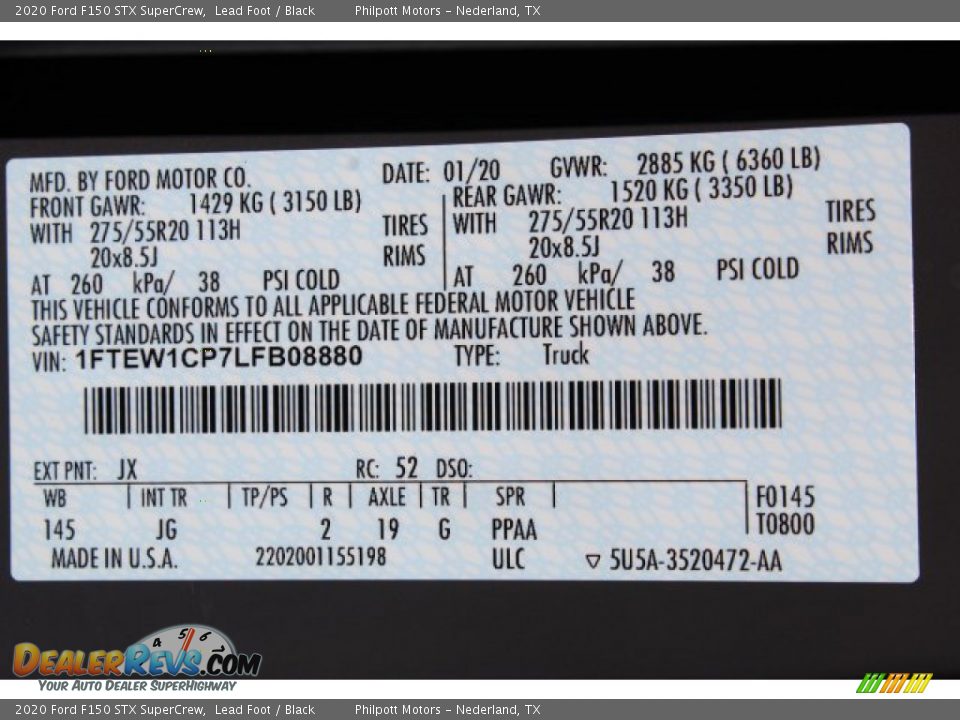 2020 Ford F150 STX SuperCrew, Lead Foot / Black Philpott Motors - Nederland, TX
MFD. BY FORD MOTOR CO. DATE: 01/20 GVWR: 2885 KG ( 6360 LB)
FRONT GAWR: 1429 KG ( 3150 LB) REAR GAWR: 1520 KG ( 3350 LB)
WITH 275/55R20 113H TIRES WITH 275/55R20 113H TIRES
20x8.5J RIMS 20x8.5J RIMS
AT 260 kPa/ 38 PSI COLD AT 260 kPa/ 38 PSI COLD
THIS VEHICLE CONFORMS TO ALL APPLICABLE FEDERAL MOTOR VEHICLE
SAFETY STANDARDS IN EFFECT ON THE DATE OF MANUFACTURE SHOWN ABOVE.
VIN: 1FTEW1CP7LFB08880 TYPE: Truck
EXT PNT: JX RC: 52 DSO:
WB INT TR TP/PS R AXLE TR SPR F0145
145 JG 2 19 G PPAA T0800
MADE IN U.S.A. 2202001155198 ULC ▽ 5U5A-3520472-AA
4 5 6
DEALERREVS.COM
YOUR AUTO DEALER SUPERHIGHWAY
2020 Ford F150 STX SuperCrew, Lead Foot / Black Philpott Motors - Nederland, TX